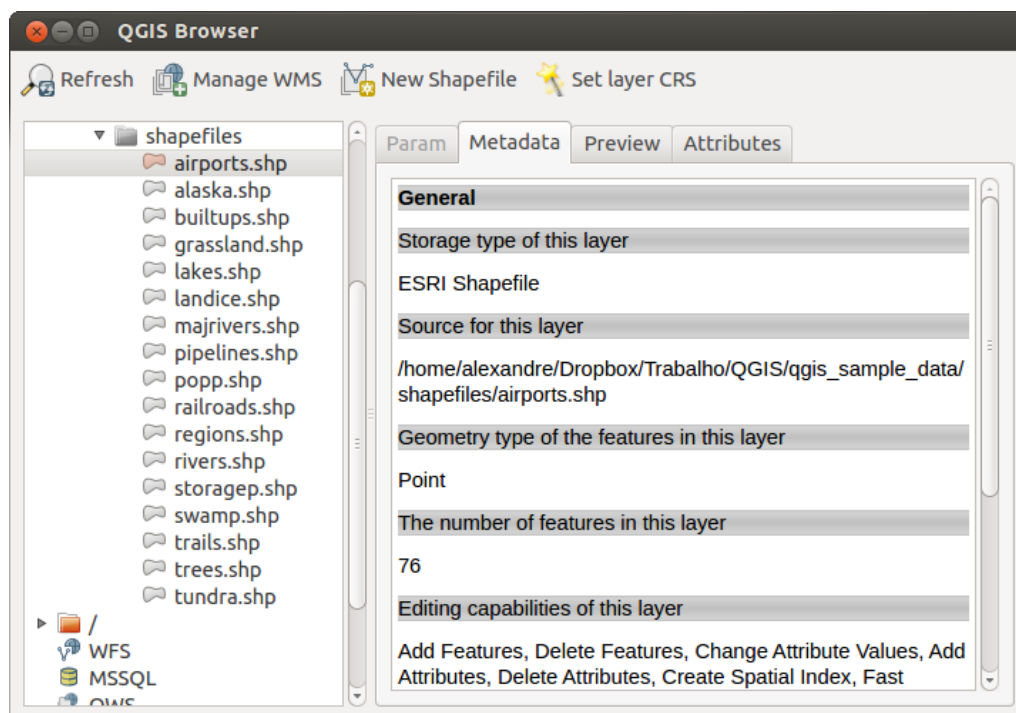 QGIS Browser
Refresh Manage WMS New Shapefile Set layer CRS
shapefiles
airports.shp
alaska.shp
builtups.shp
grassland.shp
lakes.shp
landice.shp
majrivers.shp
pipelines.shp
popp.shp
railroads.shp
regions.shp
rivers.shp
storagep.shp
swamp.shp
trails.shp
trees.shp
tundra.shp
/
WFS
MSSQL
OWS
Param Metadata Preview Attributes
General
Storage type of this layer
ESRI Shapefile
Source for this layer
/home/alexandre/Dropbox/Trabalho/QGIS/qgis_sample_data/
shapefiles/airports.shp
Geometry type of the features in this layer
Point
The number of features in this layer
76
Editing capabilities of this layer
Add Features, Delete Features, Change Attribute Values, Add
Attributes, Delete Attributes, Create Spatial Index, Fast